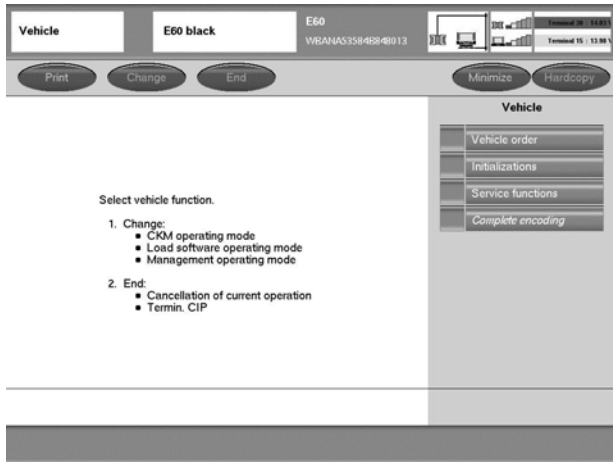 Vehicle
E60 black
E60
WBANA53584B848013
Terminal 30 : 14.03 V
Terminal 15 : 13.98 V
Print
Change
End
Minimize
Hardcopy
Vehicle
Vehicle order
Initializations
Service functions
Complete encoding
Select vehicle function.
1. Change:
■ CKM operating mode
■ Load software operating mode
■ Management operating mode
2. End:
■ Cancellation of current operation
■ Termin. CIP